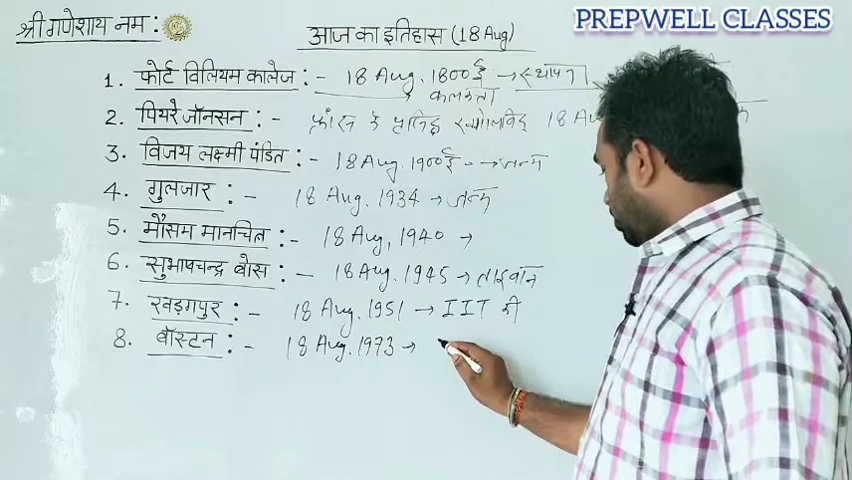 PREPWELL CLASSES
श्री गणेशाय नम:
आज का इतिहास (18 Aug)
1. फोर्ट विलियम कालेज :- 18 Aug. 1800ई → स्थापना
कलकत्ता
2. पियरे जॉनसन :- फ्रांस के प्रसिद्ध खगोलविद् 18 Au
3. विजय लक्ष्मी पंडित :- 18 Aug. 1900ई - → जन्म
4. गुलजार :- 18 Aug. 1934 → जन्म
5. मौसम मानचित :- 18 Aug, 1940 →
6. सुभाषचन्द्र बोस :- 18 Aug. 1945 → ताइवान
7. खड़गपुर :- 18 Aug. 1951 → IIT की
8. बॉस्टन :- 18 Aug. 1973 →